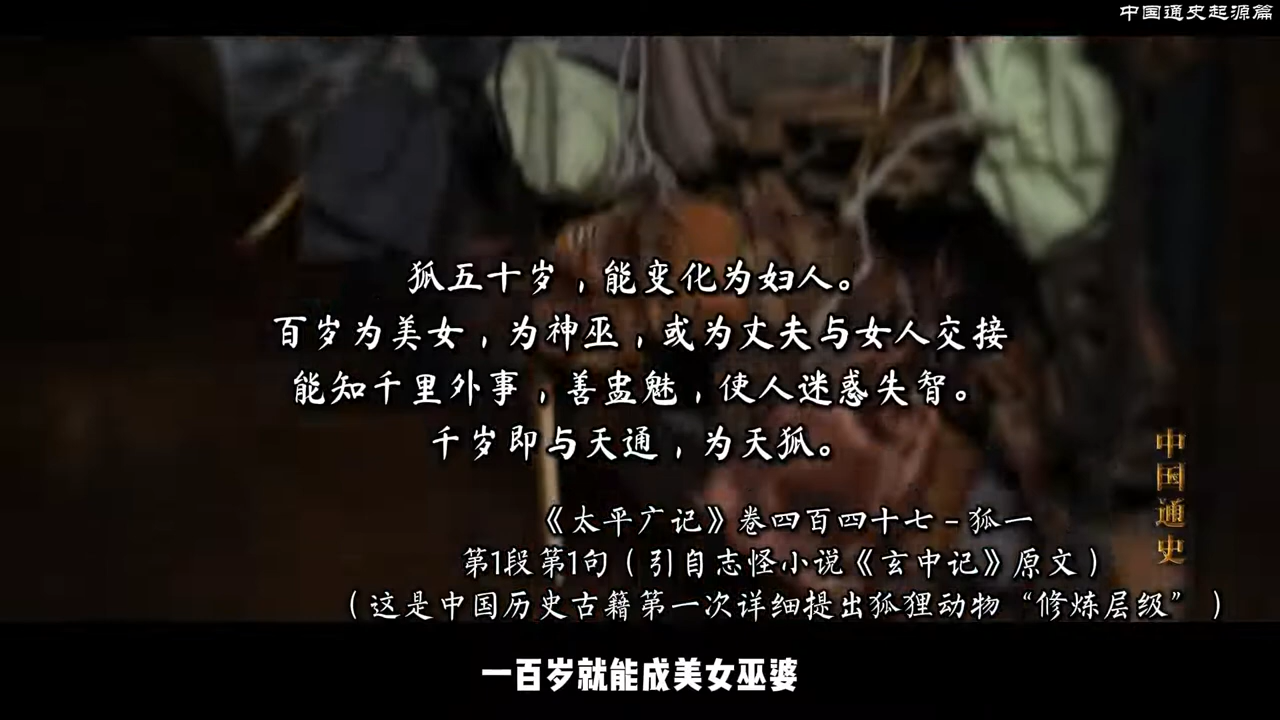 中国通史起源篇
狐五十岁，能变化为妇人。
百岁为美女，为神巫，或为丈夫与女人交接
能知千里外事，善蛊魅，使人迷惑失智。
千岁即与天通，为天狐。
《太平广记》卷四百四十七-狐一
第1段第1句（引自志怪小说《玄中记》原文）
（这是中国历史古籍第一次详细提出狐狸动物“修炼层级”）
中国通史
一百岁就能成美女巫婆